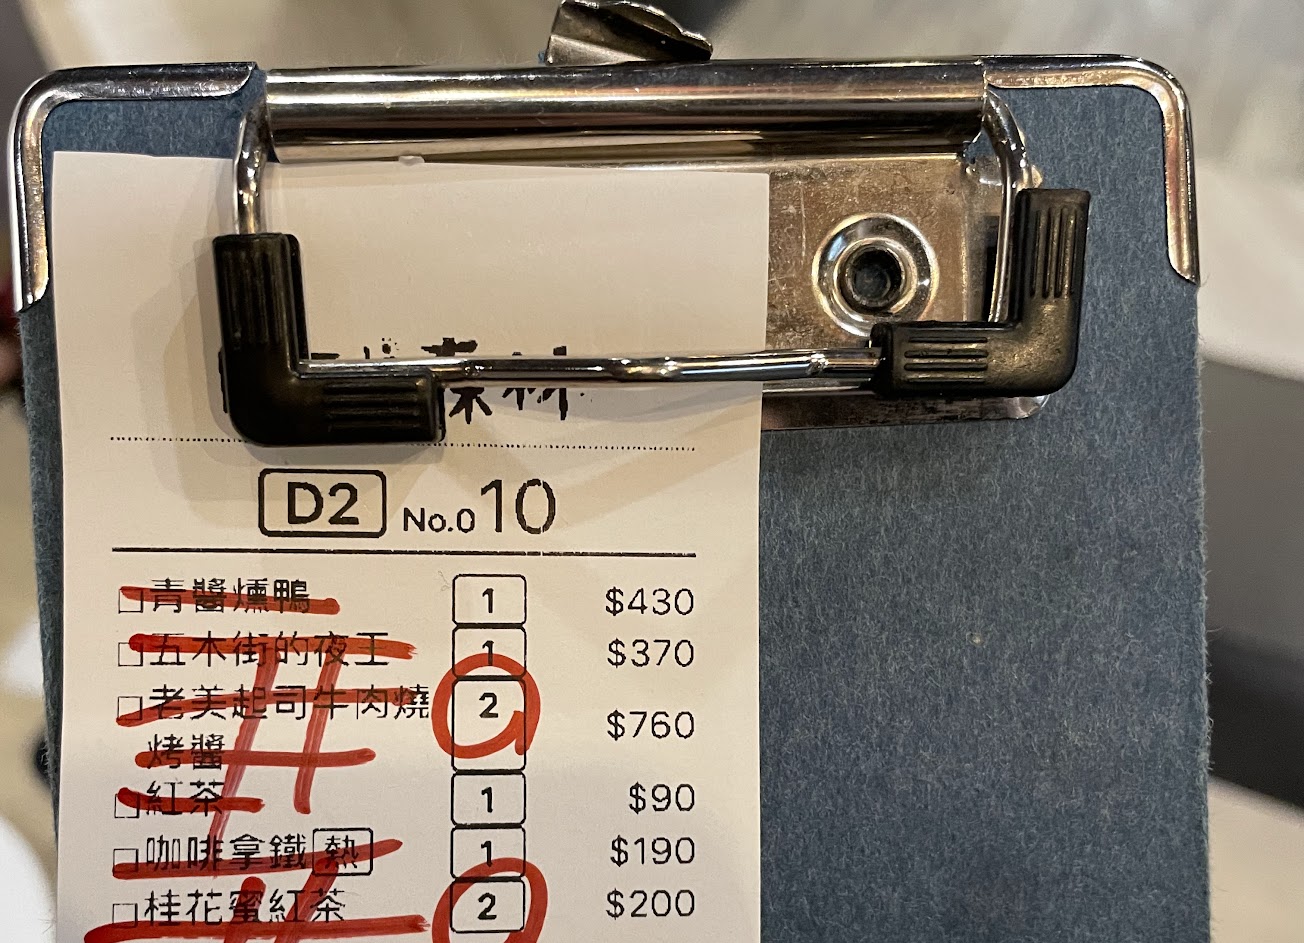 D2 No.010
□青醬燻鴨 1 $430
□五木街的夜王 1 $370
□老美起司牛肉燒 2 $760
烤醬
□紅茶 1 $90
□咖啡拿鐵 熱 1 $190
□桂花蜜紅茶 2 $200